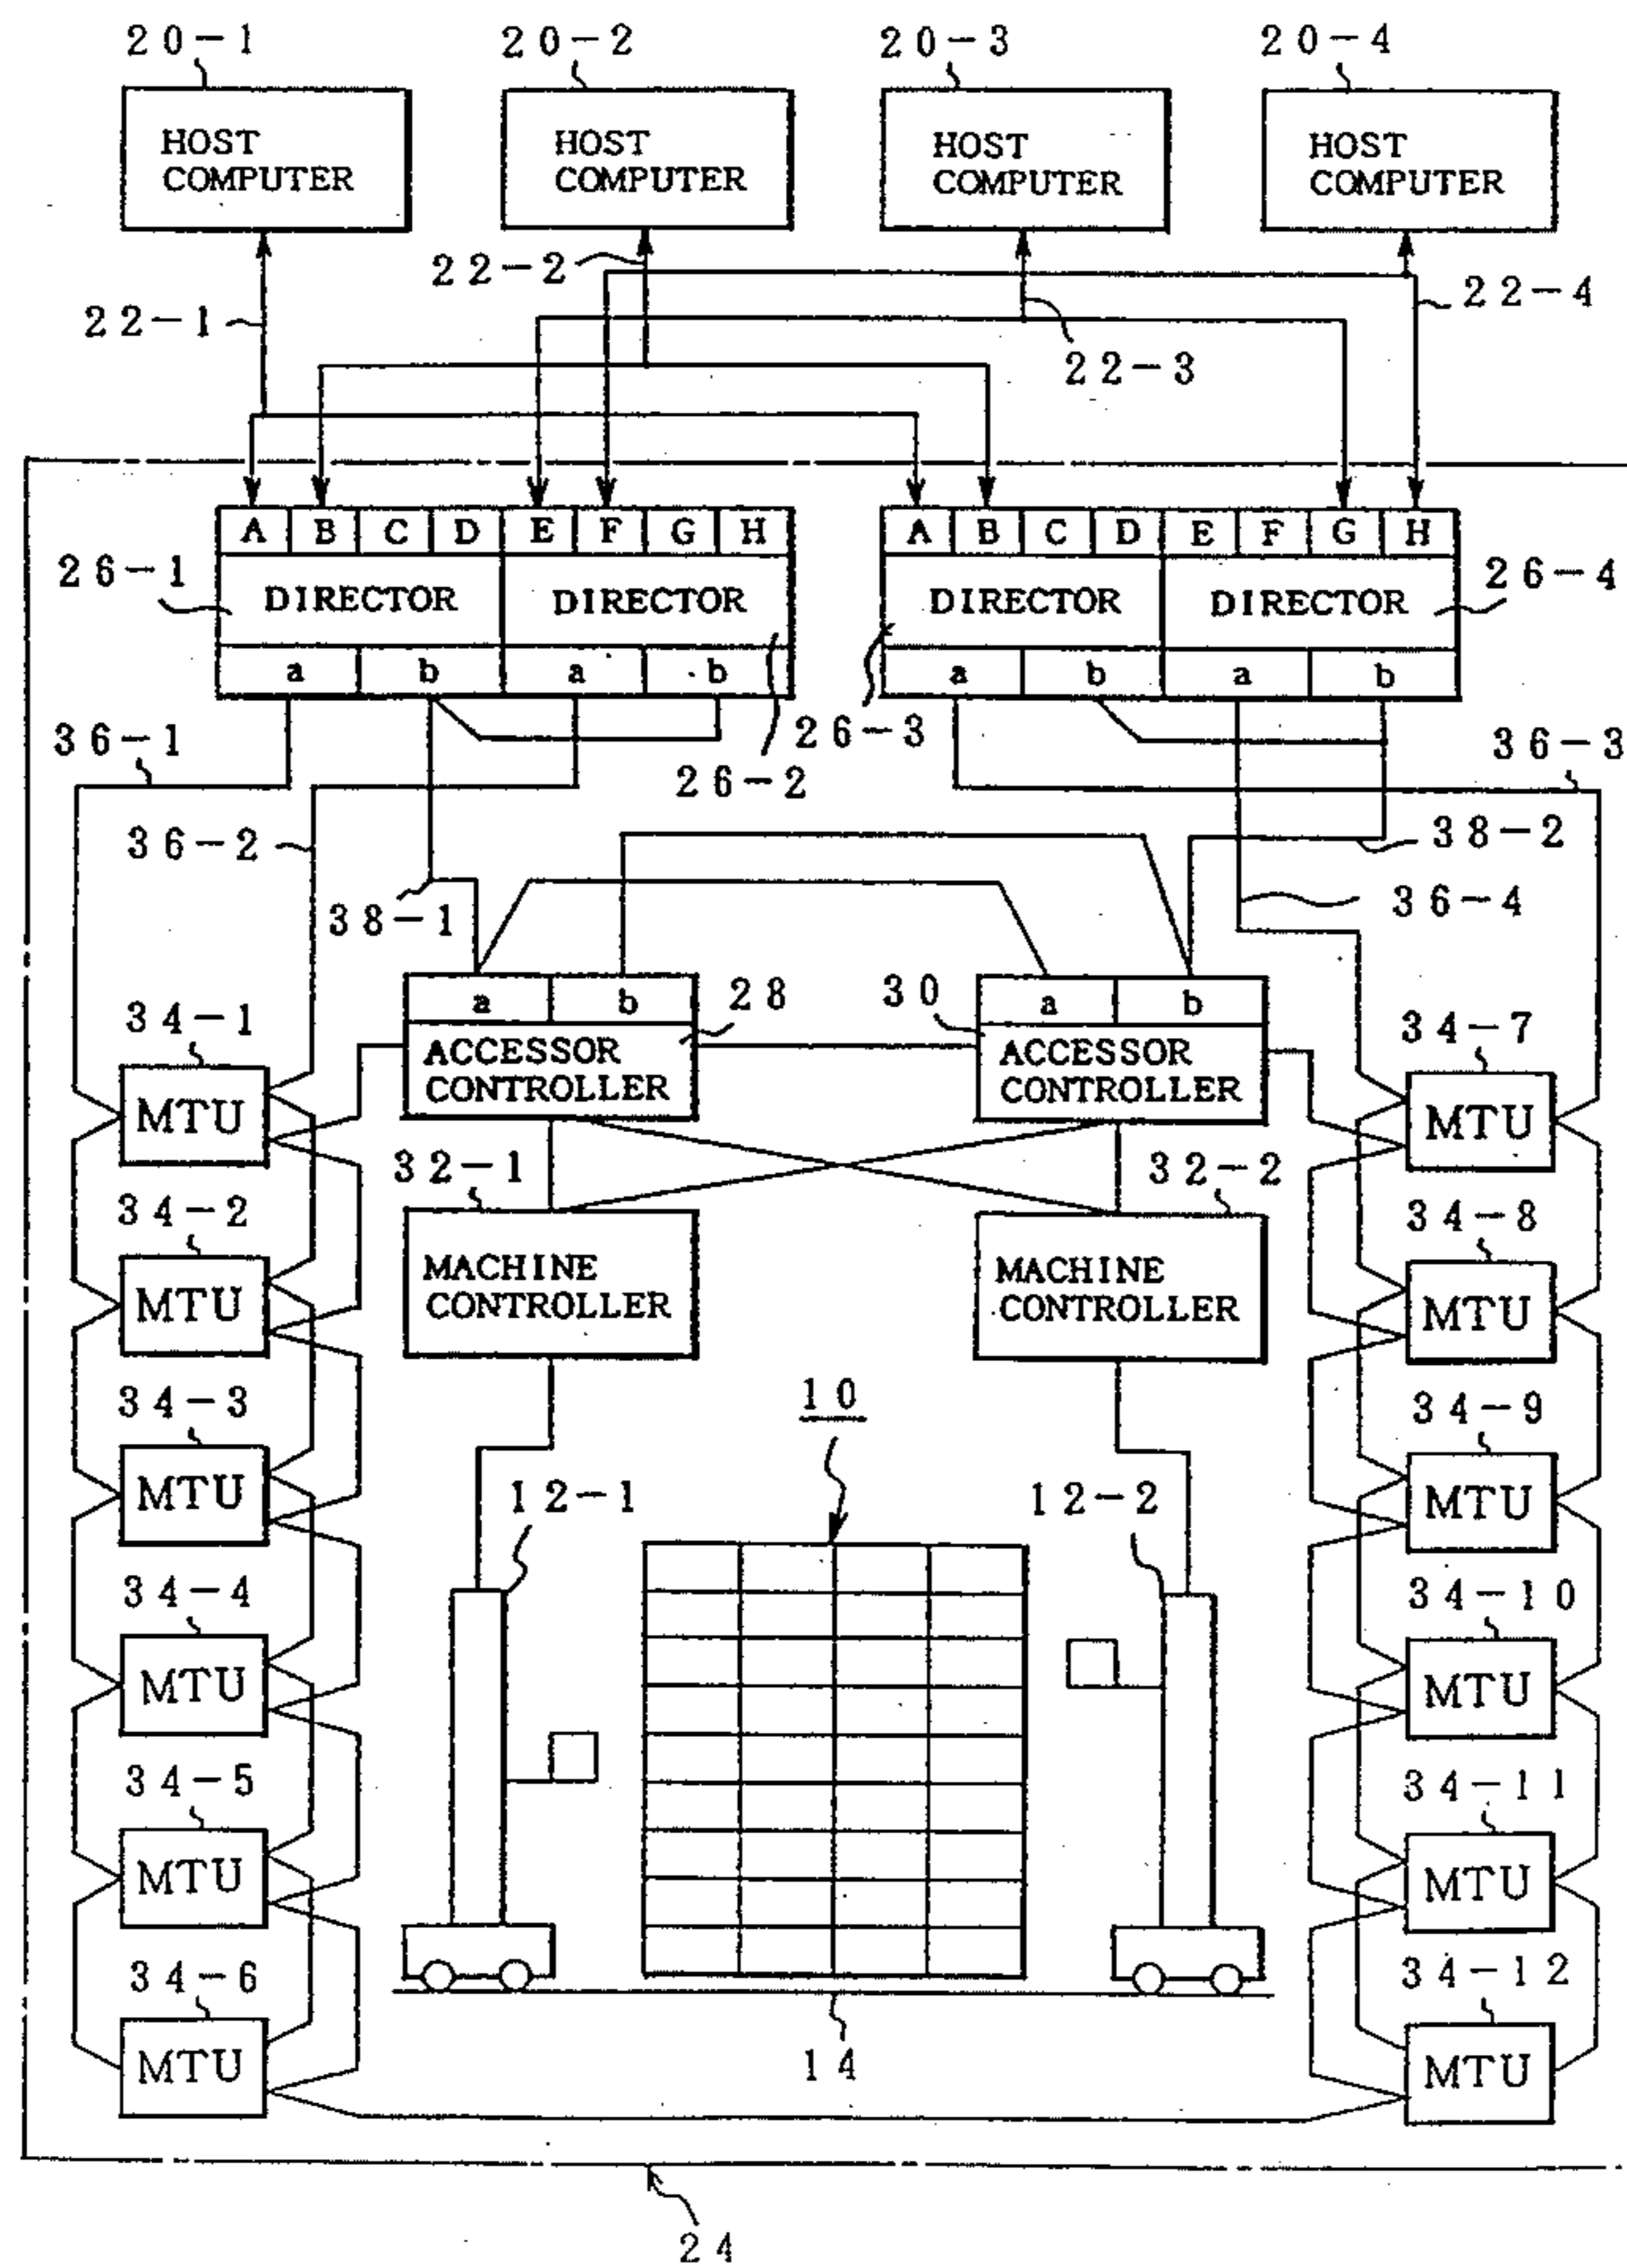 20-1 20-2 20-3 20-4
HOST COMPUTER HOST COMPUTER HOST COMPUTER HOST COMPUTER
22-2
22-1 22-4
22-3
A B C D E F G H A B C D E F G H
26-1 26-4
DIRECTOR DIRECTOR DIRECTOR DIRECTOR
a b a b a b a b
36-1 26-3 36-3
26-2
36-2 38-2
38-1 36-4
a b 28 30 a b
34-1 34-7
ACCESSOR CONTROLLER ACCESSOR CONTROLLER
MTU MTU
32-1 32-2
34-2 34-8
MACHINE CONTROLLER MACHINE CONTROLLER
MTU MTU
34-3 10 34-9
MTU 12-1 12-2 MTU
34-4 34-10
MTU MTU
34-5 34-11
MTU MTU
34-6 34-12
MTU 14 MTU
24